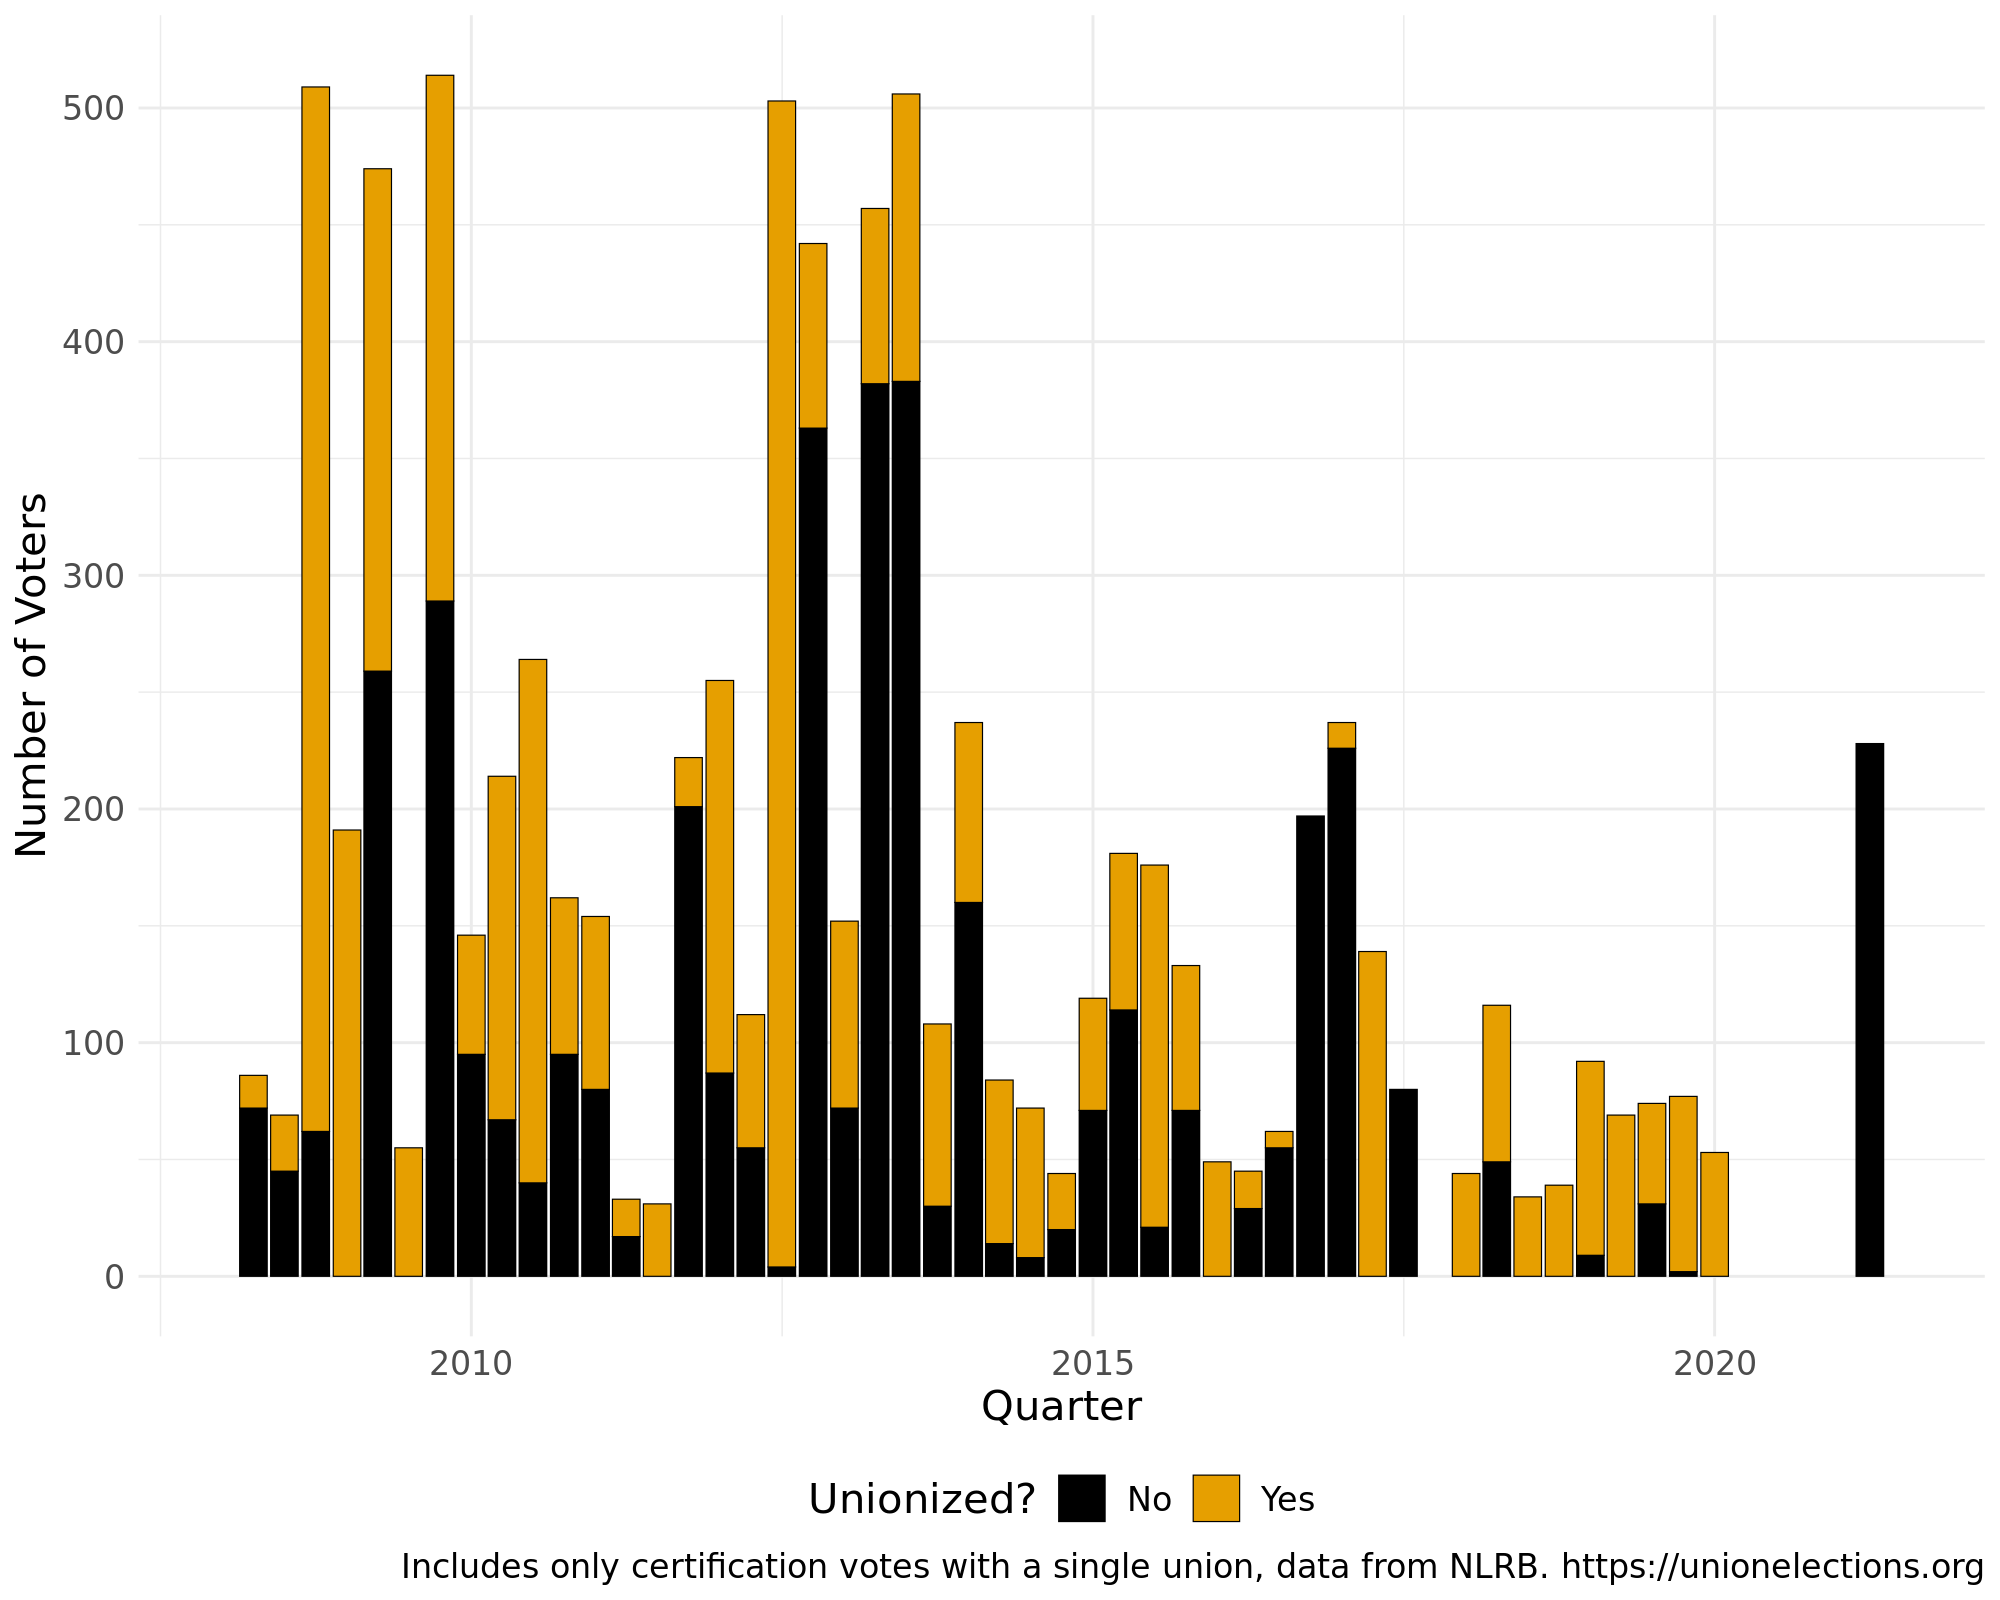 500
400
300
200
100
0
Number of Voters
2010 2015 2020
Quarter
Unionized? No Yes
Includes only certification votes with a single union, data from NLRB. https://unionelections.org